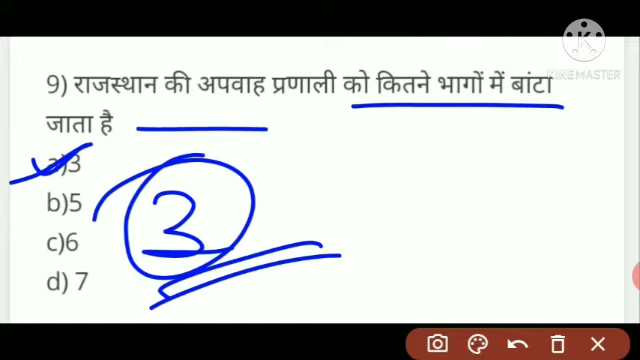 KINEMASTER
9) राजस्थान की अपवाह प्रणाली को कितने भागों में बांटा
जाता है
a)3
b)5
3
c)6
d) 7